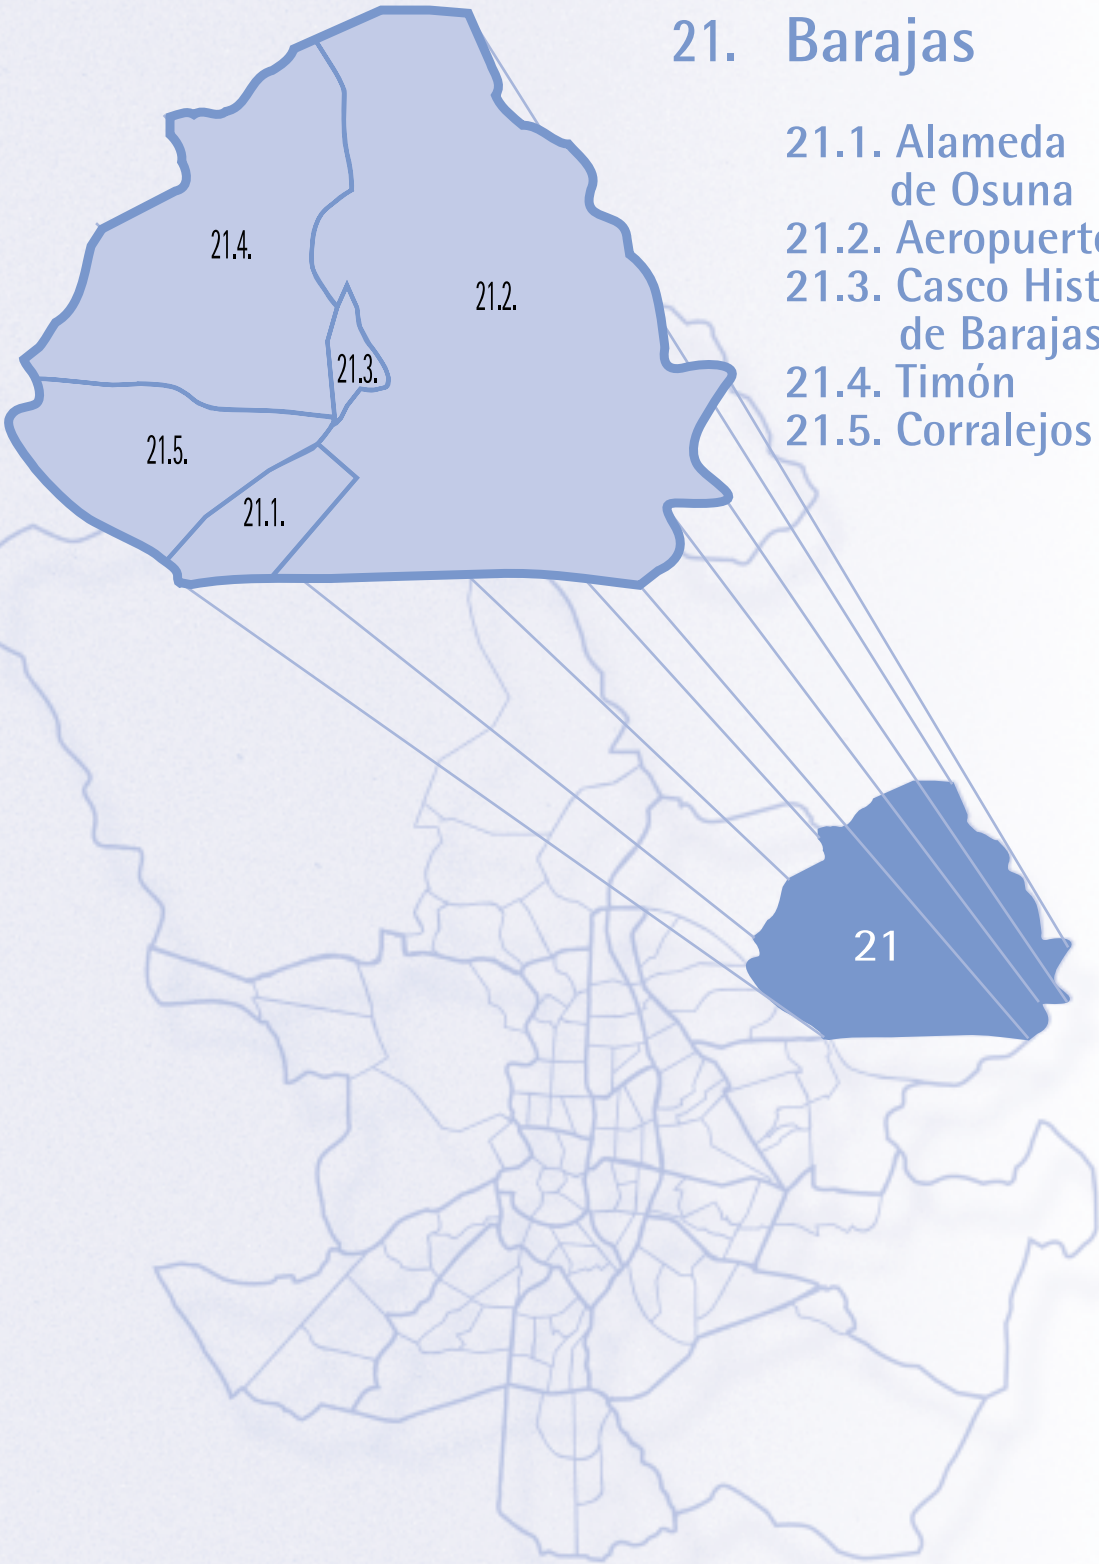 21. Barajas
21.1. Alameda
de Osuna
21.2. Aeropuerto
21.3. Casco Hist
de Barajas
21.4. Timón
21.5. Corralejos
21.4.
21.2.
21.3.
21.5.
21.1.
21